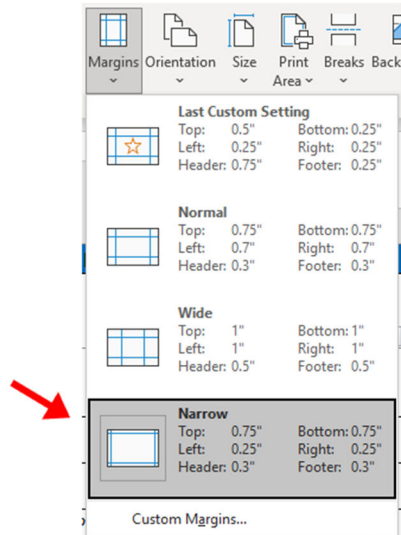 Margins Orientation Size Print Breaks Back
Area
Last Custom Setting
Top: 0.5" Bottom: 0.25"
Left: 0.25" Right: 0.25"
Header: 0.75" Footer: 0.25"
Normal
Top: 0.75" Bottom: 0.75"
Left: 0.7" Right: 0.7"
Header: 0.3" Footer: 0.3"
Wide
Top: 1" Bottom: 1"
Left: 1" Right: 1"
Header: 0.5" Footer: 0.5"
Narrow
Top: 0.75" Bottom: 0.75"
Left: 0.25" Right: 0.25"
Header: 0.3" Footer: 0.3"
Custom Margins...